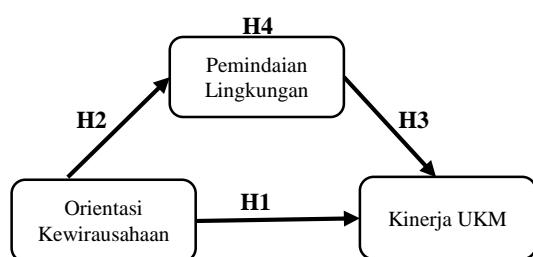 H4
Pemindaian
Lingkungan
H2
H3
Orientasi
Kewirausahaan
H1
Kinerja UKM